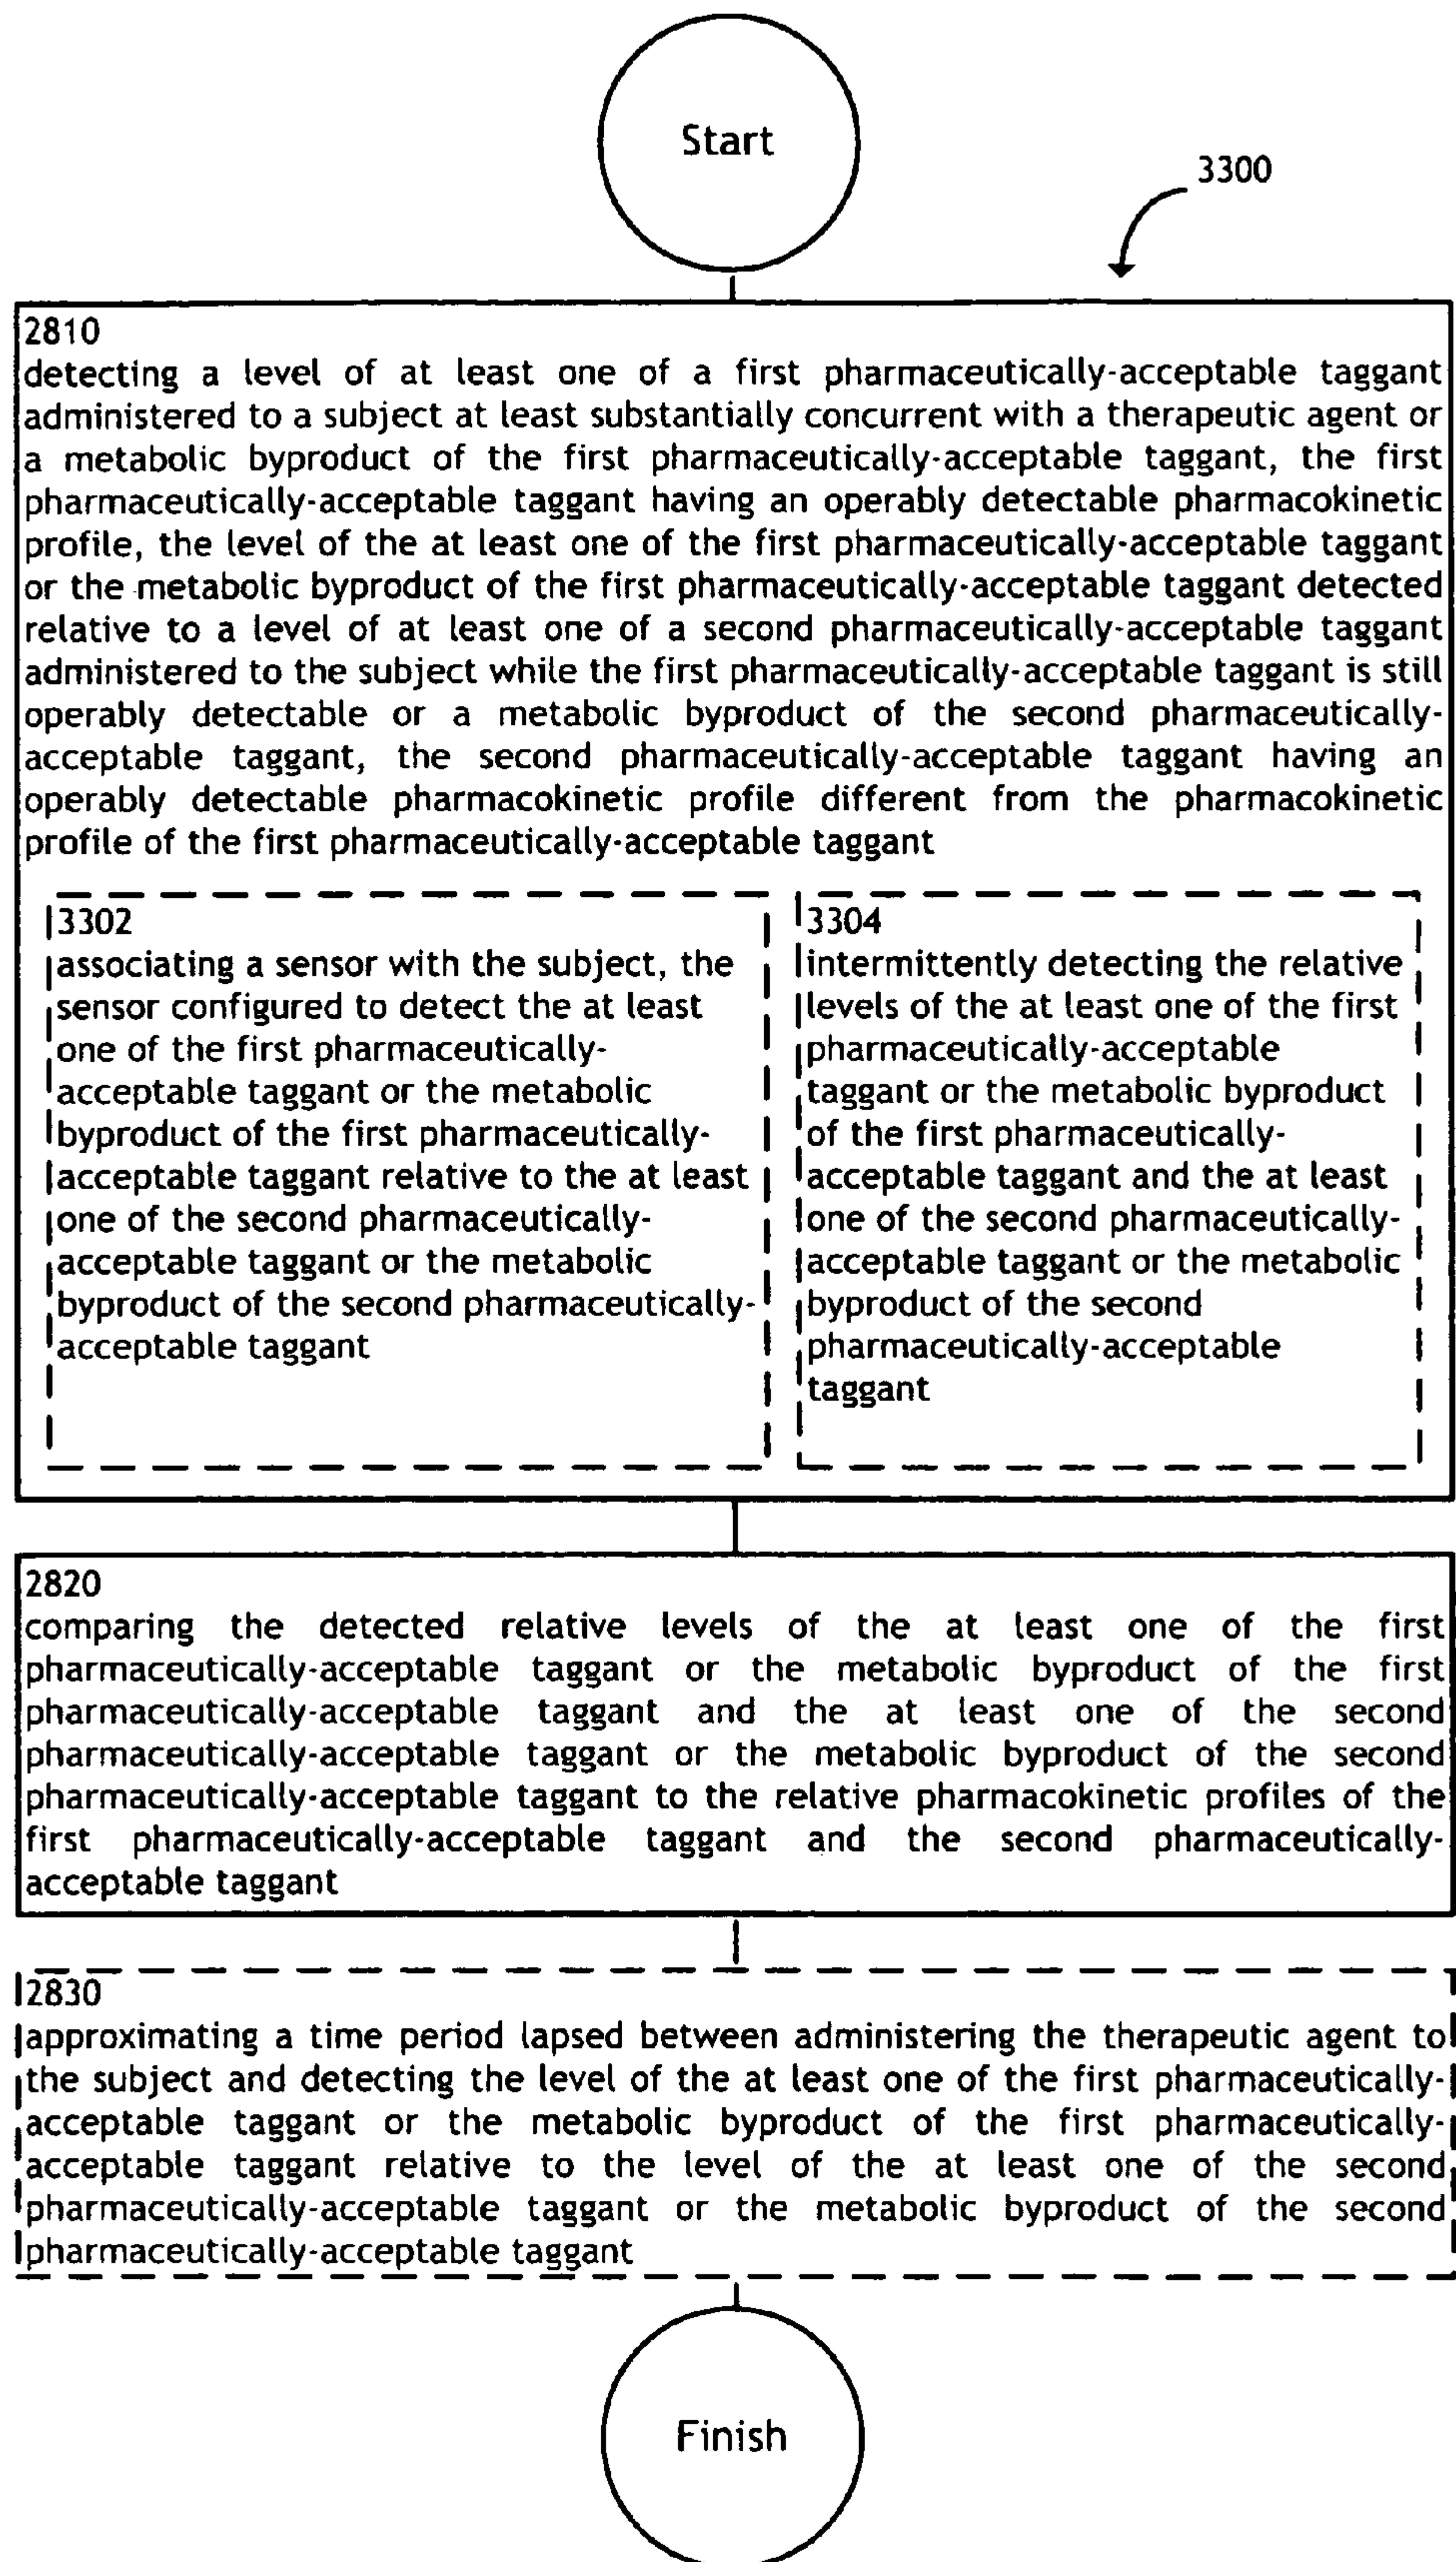 Start
3300
2810
detecting a level of at least one of a first pharmaceutically-acceptable taggant
administered to a subject at least substantially concurrent with a therapeutic agent or
a metabolic byproduct of the first pharmaceutically-acceptable taggant, the first
pharmaceutically-acceptable taggant having an operably detectable pharmacokinetic
profile, the level of the at least one of the first pharmaceutically-acceptable taggant
or the metabolic byproduct of the first pharmaceutically-acceptable taggant detected
relative to a level of at least one of a second pharmaceutically-acceptable taggant
administered to the subject while the first pharmaceutically-acceptable taggant is still
operably detectable or a metabolic byproduct of the second pharmaceutically-
acceptable taggant, the second pharmaceutically-acceptable taggant having an
operably detectable pharmacokinetic profile different from the pharmacokinetic
profile of the first pharmaceutically-acceptable taggant
3302
associating a sensor with the subject, the
sensor configured to detect the at least
one of the first pharmaceutically-
acceptable taggant or the metabolic
byproduct of the first pharmaceutically-
acceptable taggant relative to the at least
one of the second pharmaceutically-
acceptable taggant or the metabolic
byproduct of the second pharmaceutically-
acceptable taggant
3304
intermittently detecting the relative
levels of the at least one of the first
pharmaceutically-acceptable
taggant or the metabolic byproduct
of the first pharmaceutically-
acceptable taggant and the at least
one of the second pharmaceutically-
acceptable taggant or the metabolic
byproduct of the second
pharmaceutically-acceptable
taggant
2820
comparing the detected relative levels of the at least one of the first
pharmaceutically-acceptable taggant or the metabolic byproduct of the first
pharmaceutically-acceptable taggant and the at least one of the second
pharmaceutically-acceptable taggant or the metabolic byproduct of the second
pharmaceutically-acceptable taggant to the relative pharmacokinetic profiles of the
first pharmaceutically-acceptable taggant and the second pharmaceutically-
acceptable taggant
2830
approximating a time period lapsed between administering the therapeutic agent to
the subject and detecting the level of the at least one of the first pharmaceutically-
acceptable taggant or the metabolic byproduct of the first pharmaceutically-
acceptable taggant relative to the level of the at least one of the second
pharmaceutically-acceptable taggant or the metabolic byproduct of the second
pharmaceutically-acceptable taggant
Finish